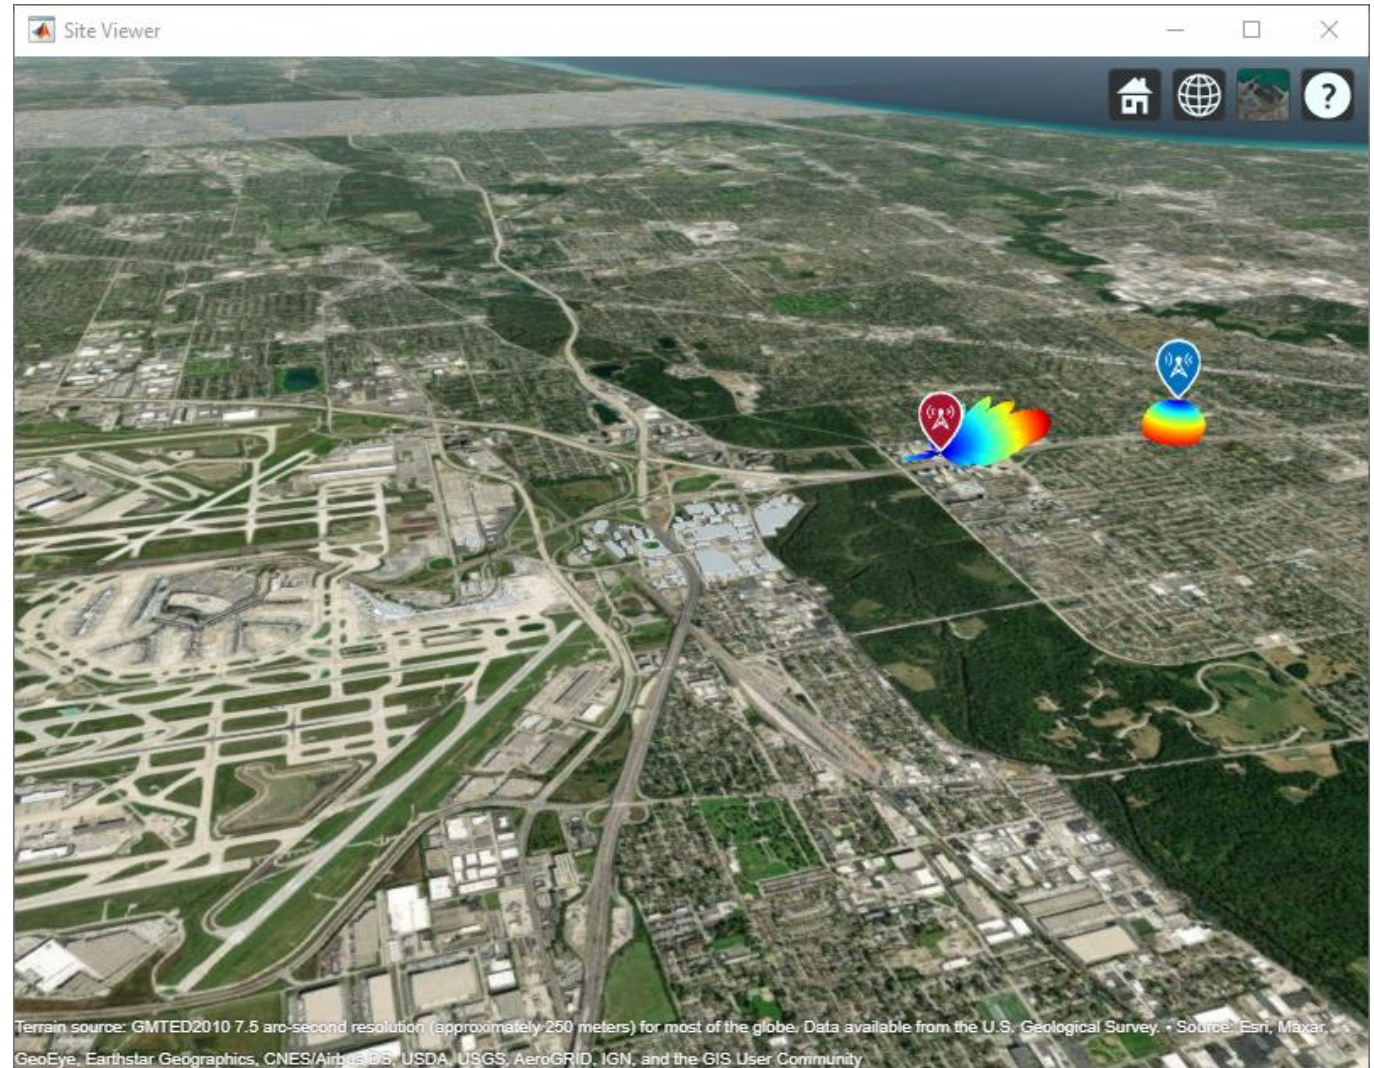 Site Viewer
?
Terrain source: GMTED2010 7.5 arc-second resolution (approximately 250 meters) for most of the globe. Data available from the U.S. Geological Survey. • Source: Esri, Maxar,
GeoEye, Earthstar Geographics, CNES/Airbus DS, USDA, USGS, AeroGRID, IGN, and the GIS User Community